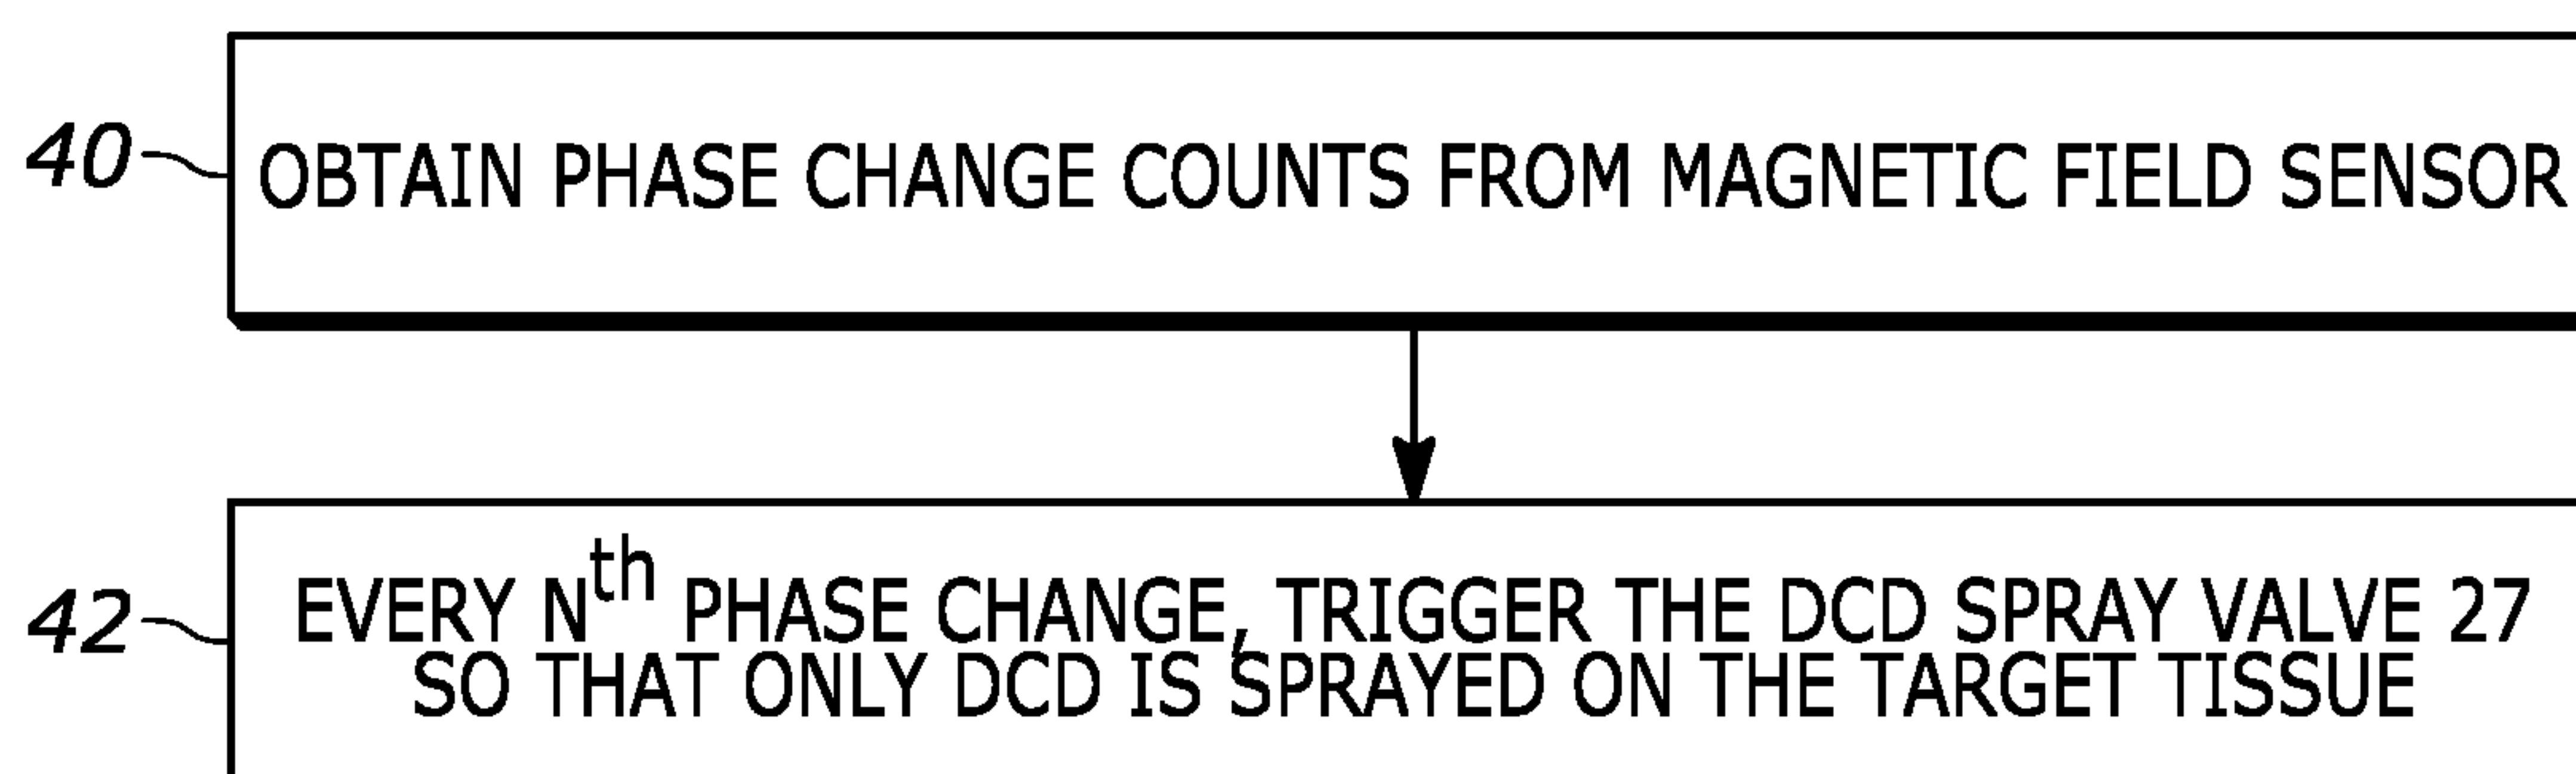 40
OBTAIN PHASE CHANGE COUNTS FROM MAGNETIC FIELD SENSOR
42
EVERY Nth PHASE CHANGE, TRIGGER THE DCD SPRAY VALVE 27
SO THAT ONLY DCD IS SPRAYED ON THE TARGET TISSUE